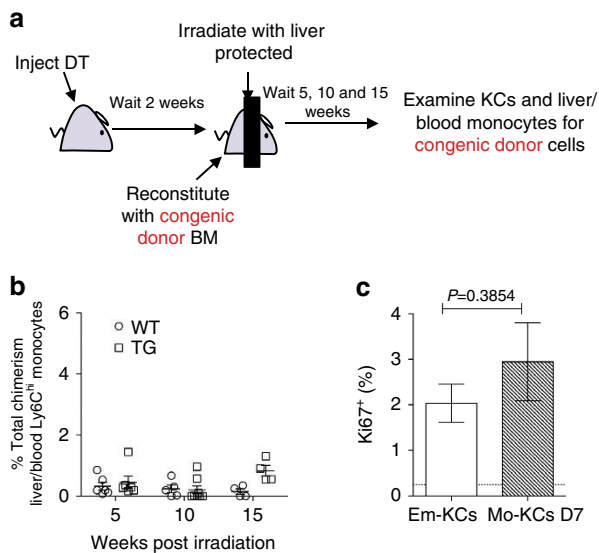 a
Inject DT
Wait 2 weeks
Irradiate with liver
protected
Wait 5, 10 and 15
weeks
Examine KCs and liver/
blood monocytes for
congenic donor cells
Reconstitute
with congenic
donor BM
b
% Total chimerism
liver/blood Ly6C^hi monocytes
6
4
2
0
WT
TG
5
10
15
Weeks post irradiation
c
P=0.3854
Ki67⁺ (%)
4
3
2
1
0
Em-KCs
Mo-KCs D7